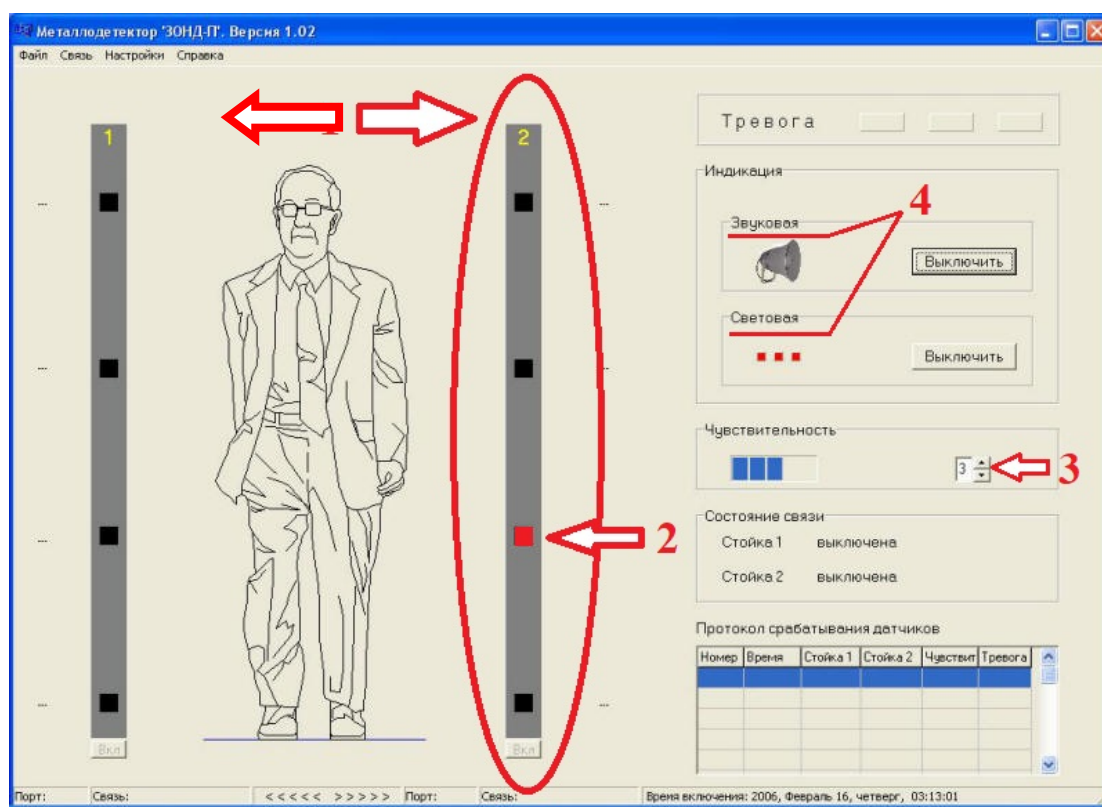 Металлодетектор 'ЗОНД-П'. Версия 1.02
Файл Связь Настройки Справка
1
2
Тревога
Индикация
4
Звуковая
Выключить
Световая
Выключить
Чувствительность
3
3
Состояние связи
Стойка 1 выключена
Стойка 2 выключена
2
Протокол срабатывания датчиков
Номер Время Стойка 1 Стойка 2 Чувствит Тревога
Вкл
Вкл
Порт: Связь: <<<<< >>>>> Порт: Связь: Время включения: 2006, Февраль 16, четверг, 03:13:01